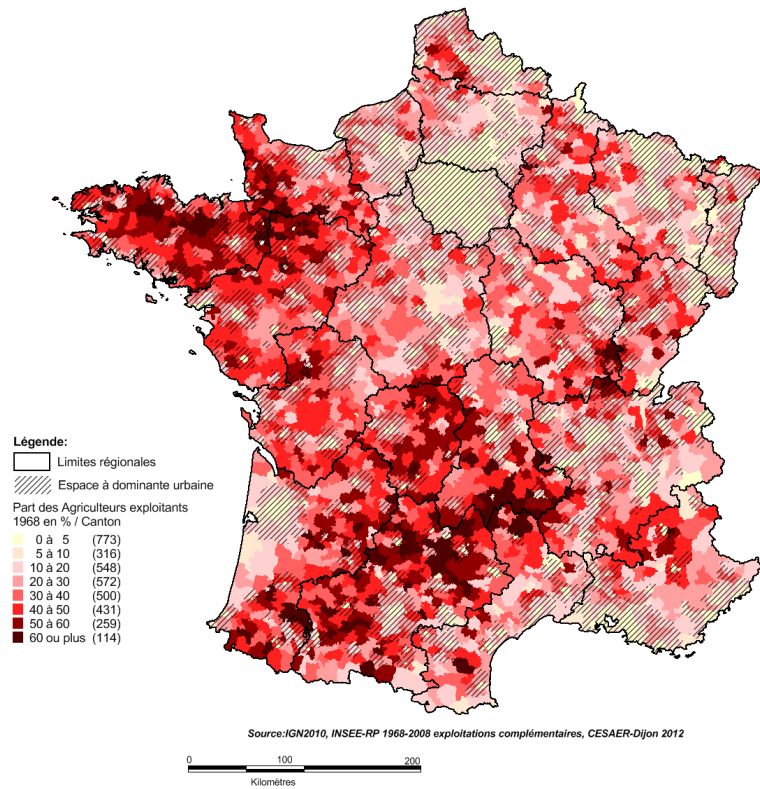 Légende:
Limites régionales
Espace à dominante urbaine
Part des Agriculteurs exploitants
1968 en % / Canton
0 à 5 (773)
5 à 10 (316)
10 à 20 (548)
20 à 30 (572)
30 à 40 (500)
40 à 50 (431)
50 à 60 (259)
60 ou plus (114)
Source:IGN2010, INSEE-RP 1968-2008 exploitations complémentaires, CESAER-Dijon 2012
0 100 200
Kilomètres